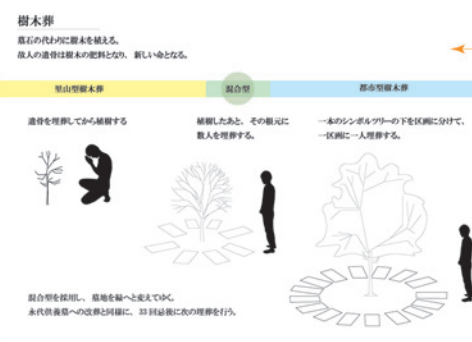 樹木葬
墓石の代わりに樹木を植える。
故人の遺骨は樹木の肥料となり、新しい命となる。
里山型樹木葬
混合型
都市型樹木葬
遺骨を埋葬してから植樹する
植樹したあと、その根元に
数人を埋葬する。
一本のシンボルツリーの下を区画に分けて、
一区画に一人埋葬する。
混合型を採用し、墓地を緑へと変えてゆく。
永代供養墓への改葬と同様に、33回忌後に次の埋葬を行う。